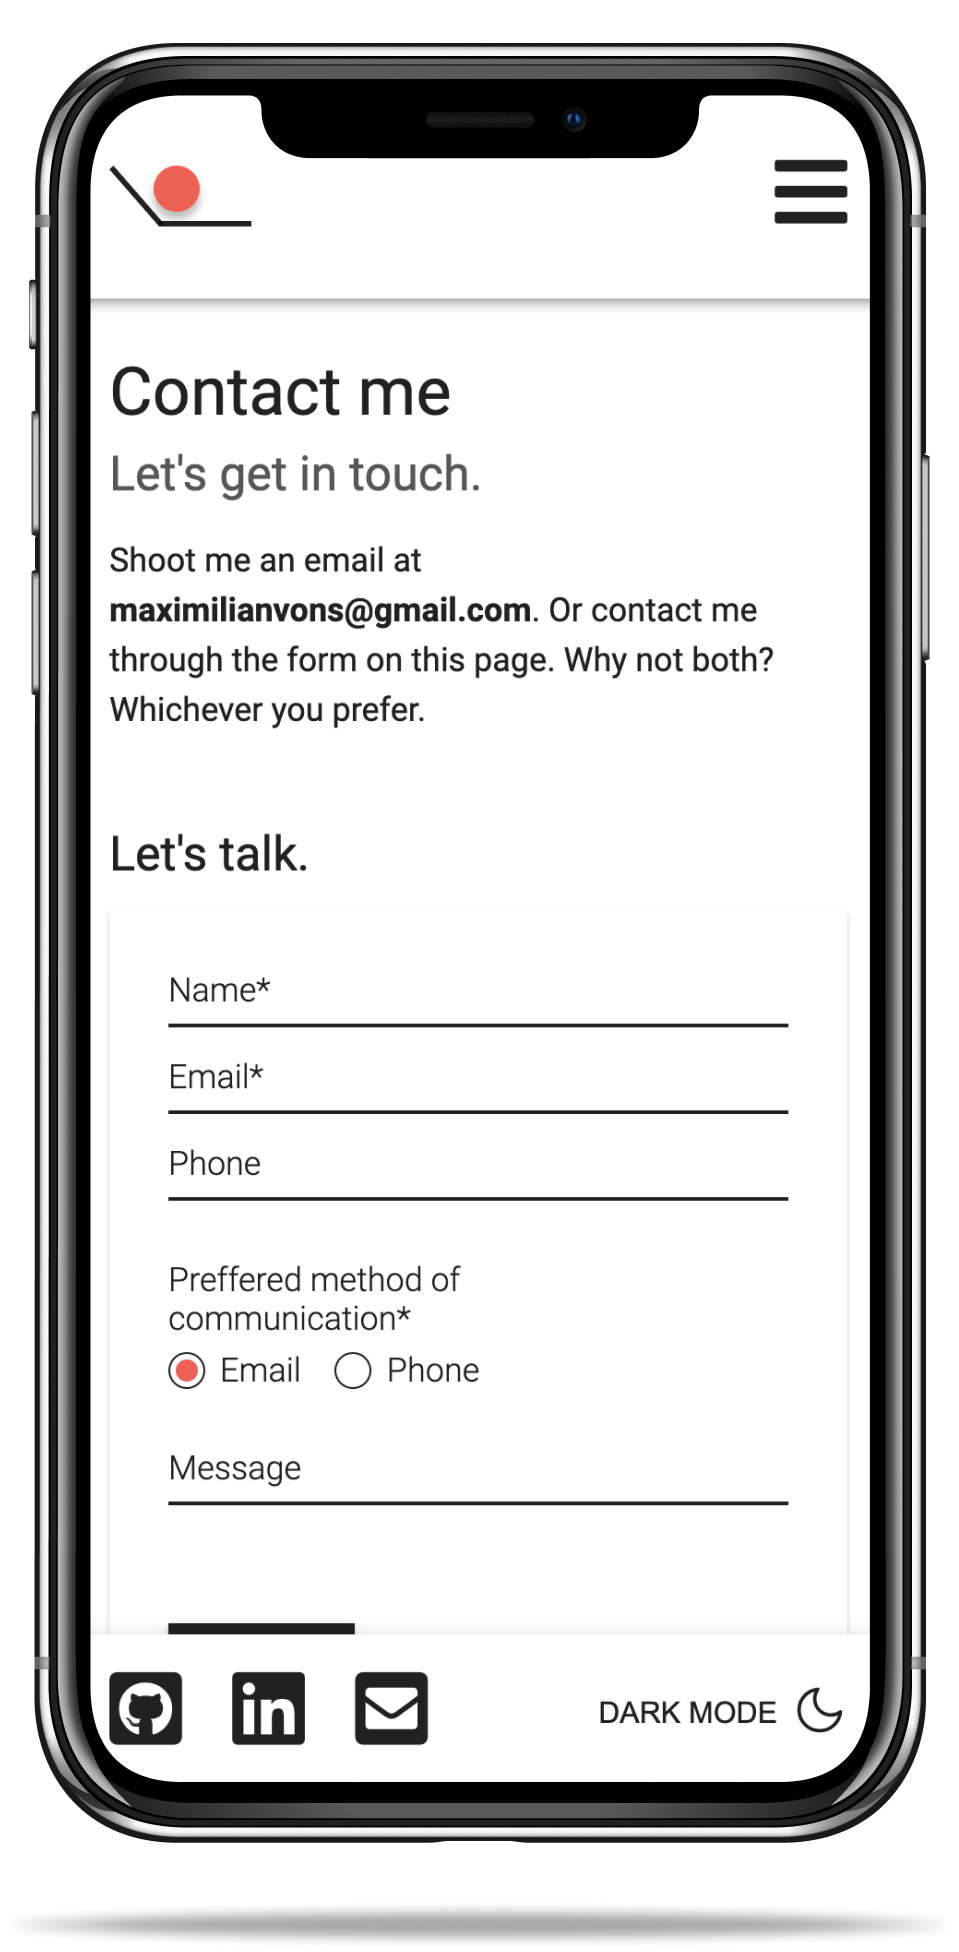 Contact me
Let's get in touch.
Shoot me an email at
maximilianvons@gmail.com. Or contact me
through the form on this page. Why not both?
Whichever you prefer.
Let's talk.
Name*
Email*
Phone
Preffered method of
communication*
Email Phone
Message
in DARK MODE